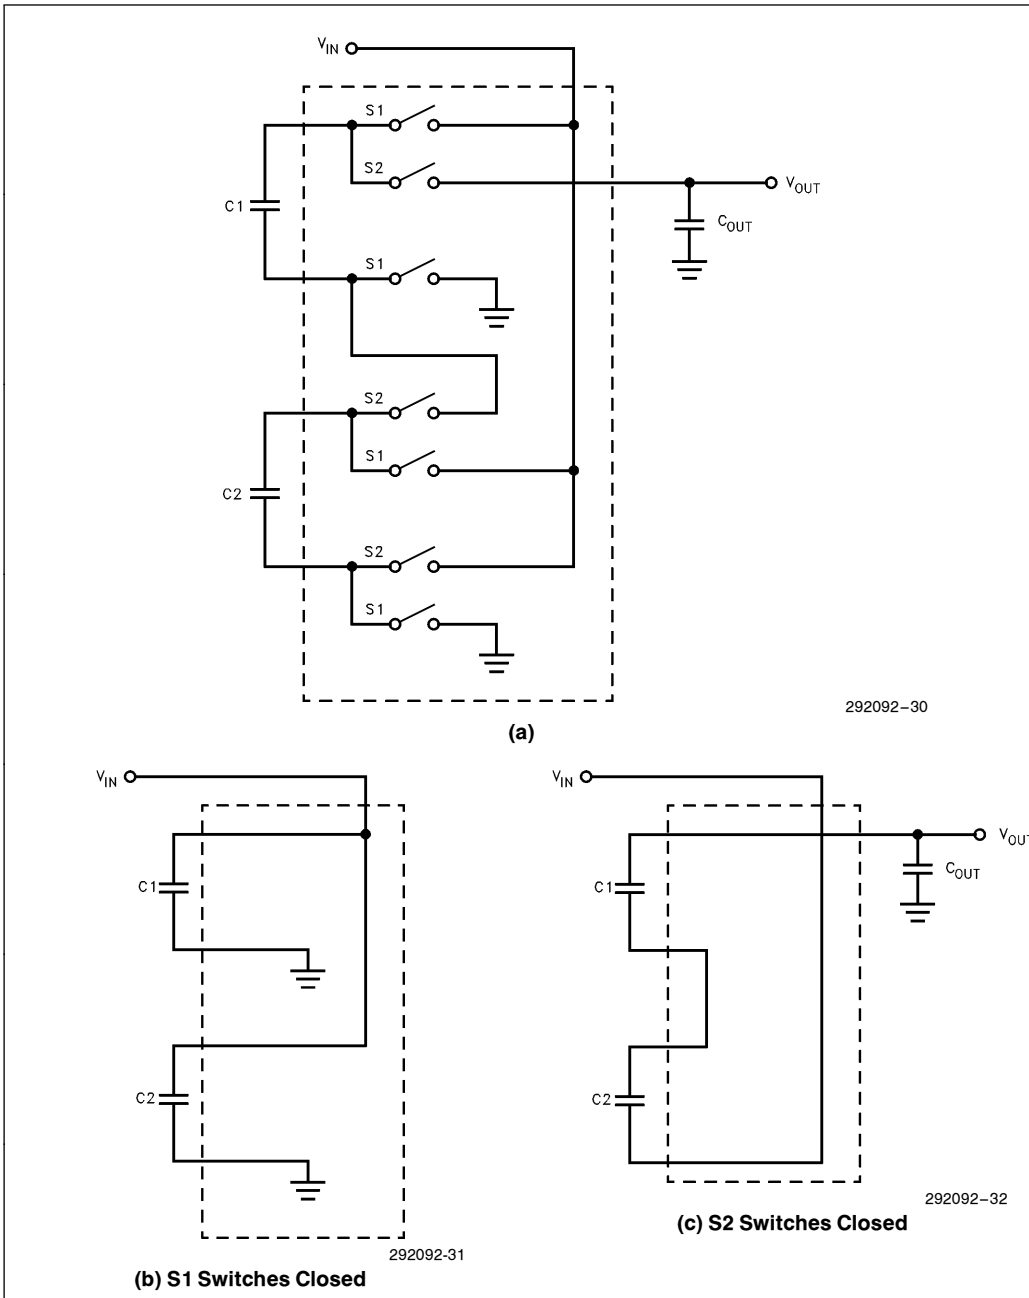 V_IN
S1
S2
V_OUT
C1
C_OUT
S1
S2
S1
C2
S2
S1
292092–30
(a)
V_IN
C1
C2
292092-31
(b) S1 Switches Closed
V_IN
V_OUT
C1
C_OUT
C2
292092–32
(c) S2 Switches Closed